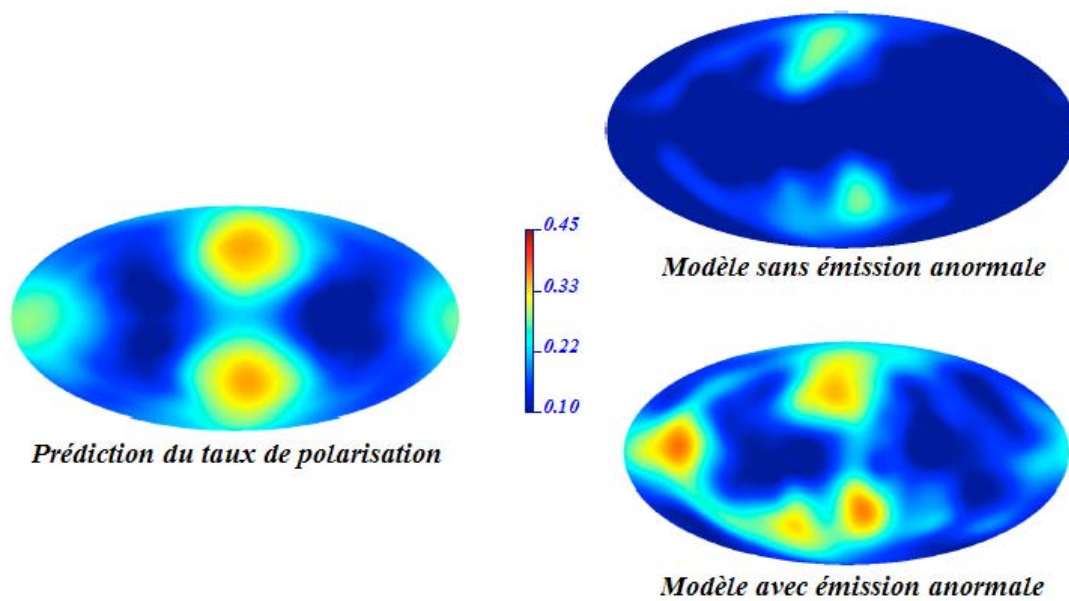 Modèle sans émission anormale
0.45
0.33
0.22
0.10
Prédiction du taux de polarisation
Modèle avec émission anormale